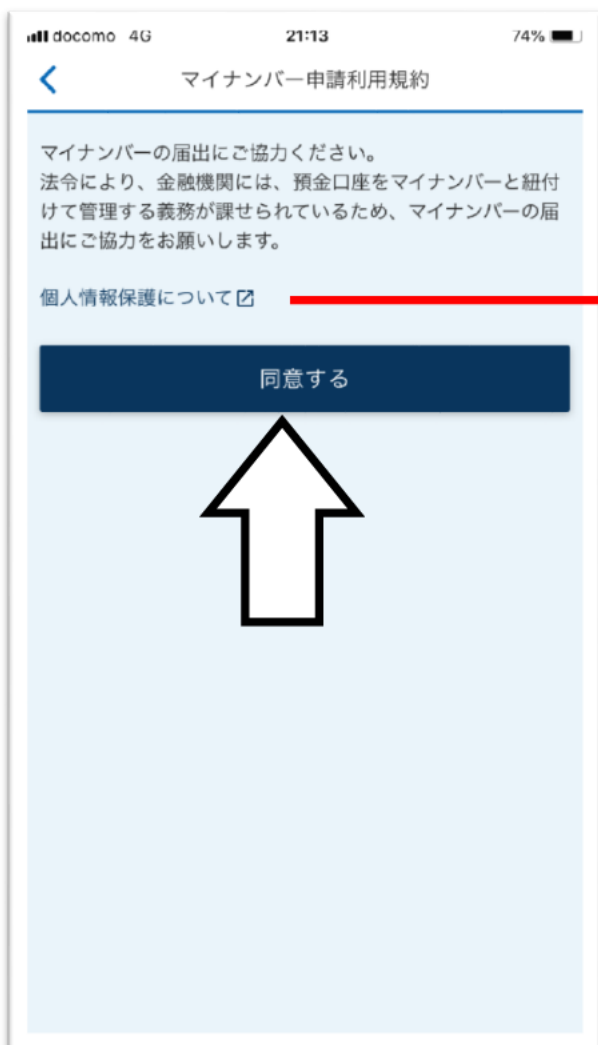 docomo 4G 21:13 74%
マイナンバー申請利用規約
マイナンバーの届出にご協力ください。
法令により、金融機関には、預金口座をマイナンバーと紐付
けて管理する義務が課せられているため、マイナンバーの届
出にご協力をお願いします。
個人情報保護について
同意する